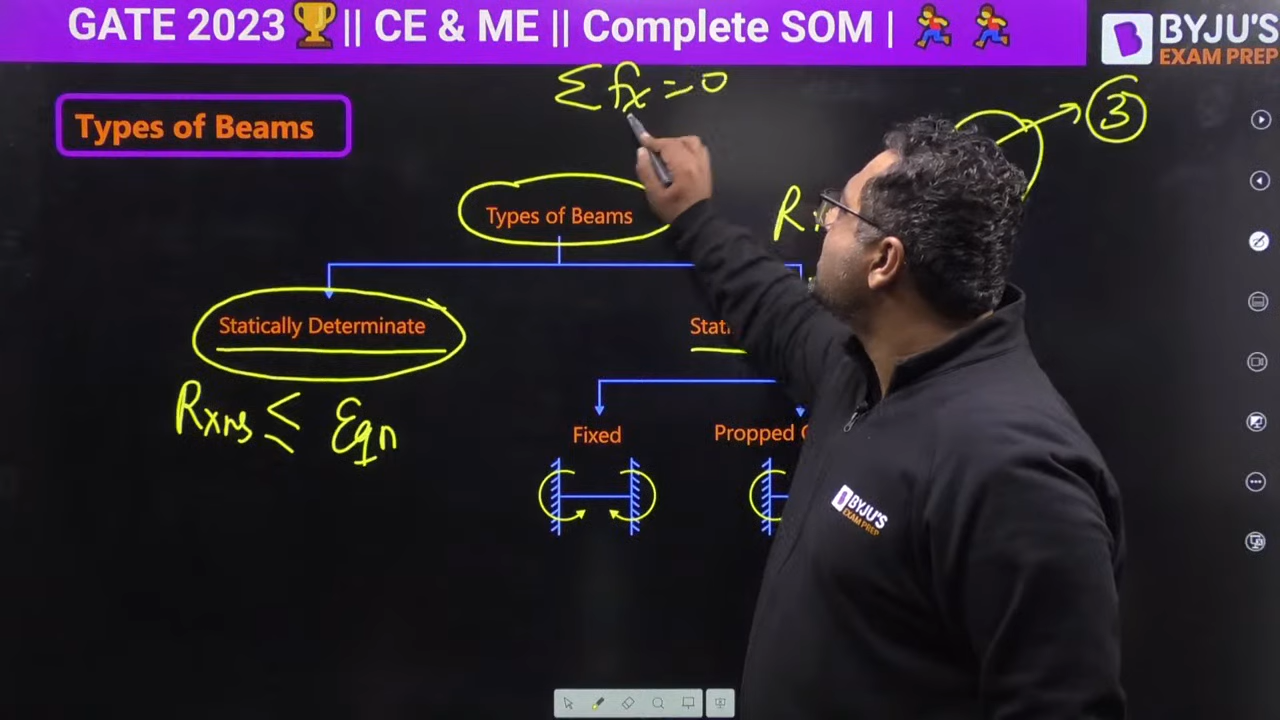 GATE 2023🏆|| CE & ME || Complete SOM | 🏃 🏃
BYJU'S
EXAM PREP
Σfx=0
3
Types of Beams
Types of Beams
R
Statically Determinate
Rxns ≤ Eqn
Fixed
Propped
BYJU'S
EXAM PREP